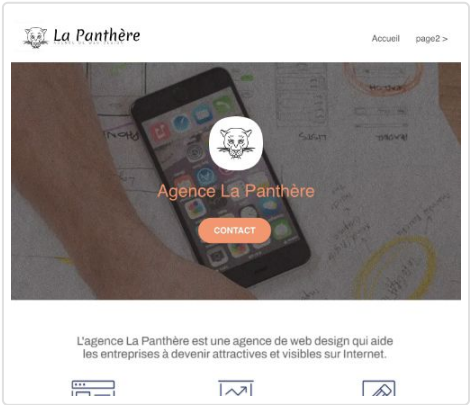 La Panthère
Accueil page2 >
Agence La Panthère
CONTACT
L'agence La Panthère est une agence de web design qui aide
les entreprises à devenir attractives et visibles sur Internet.